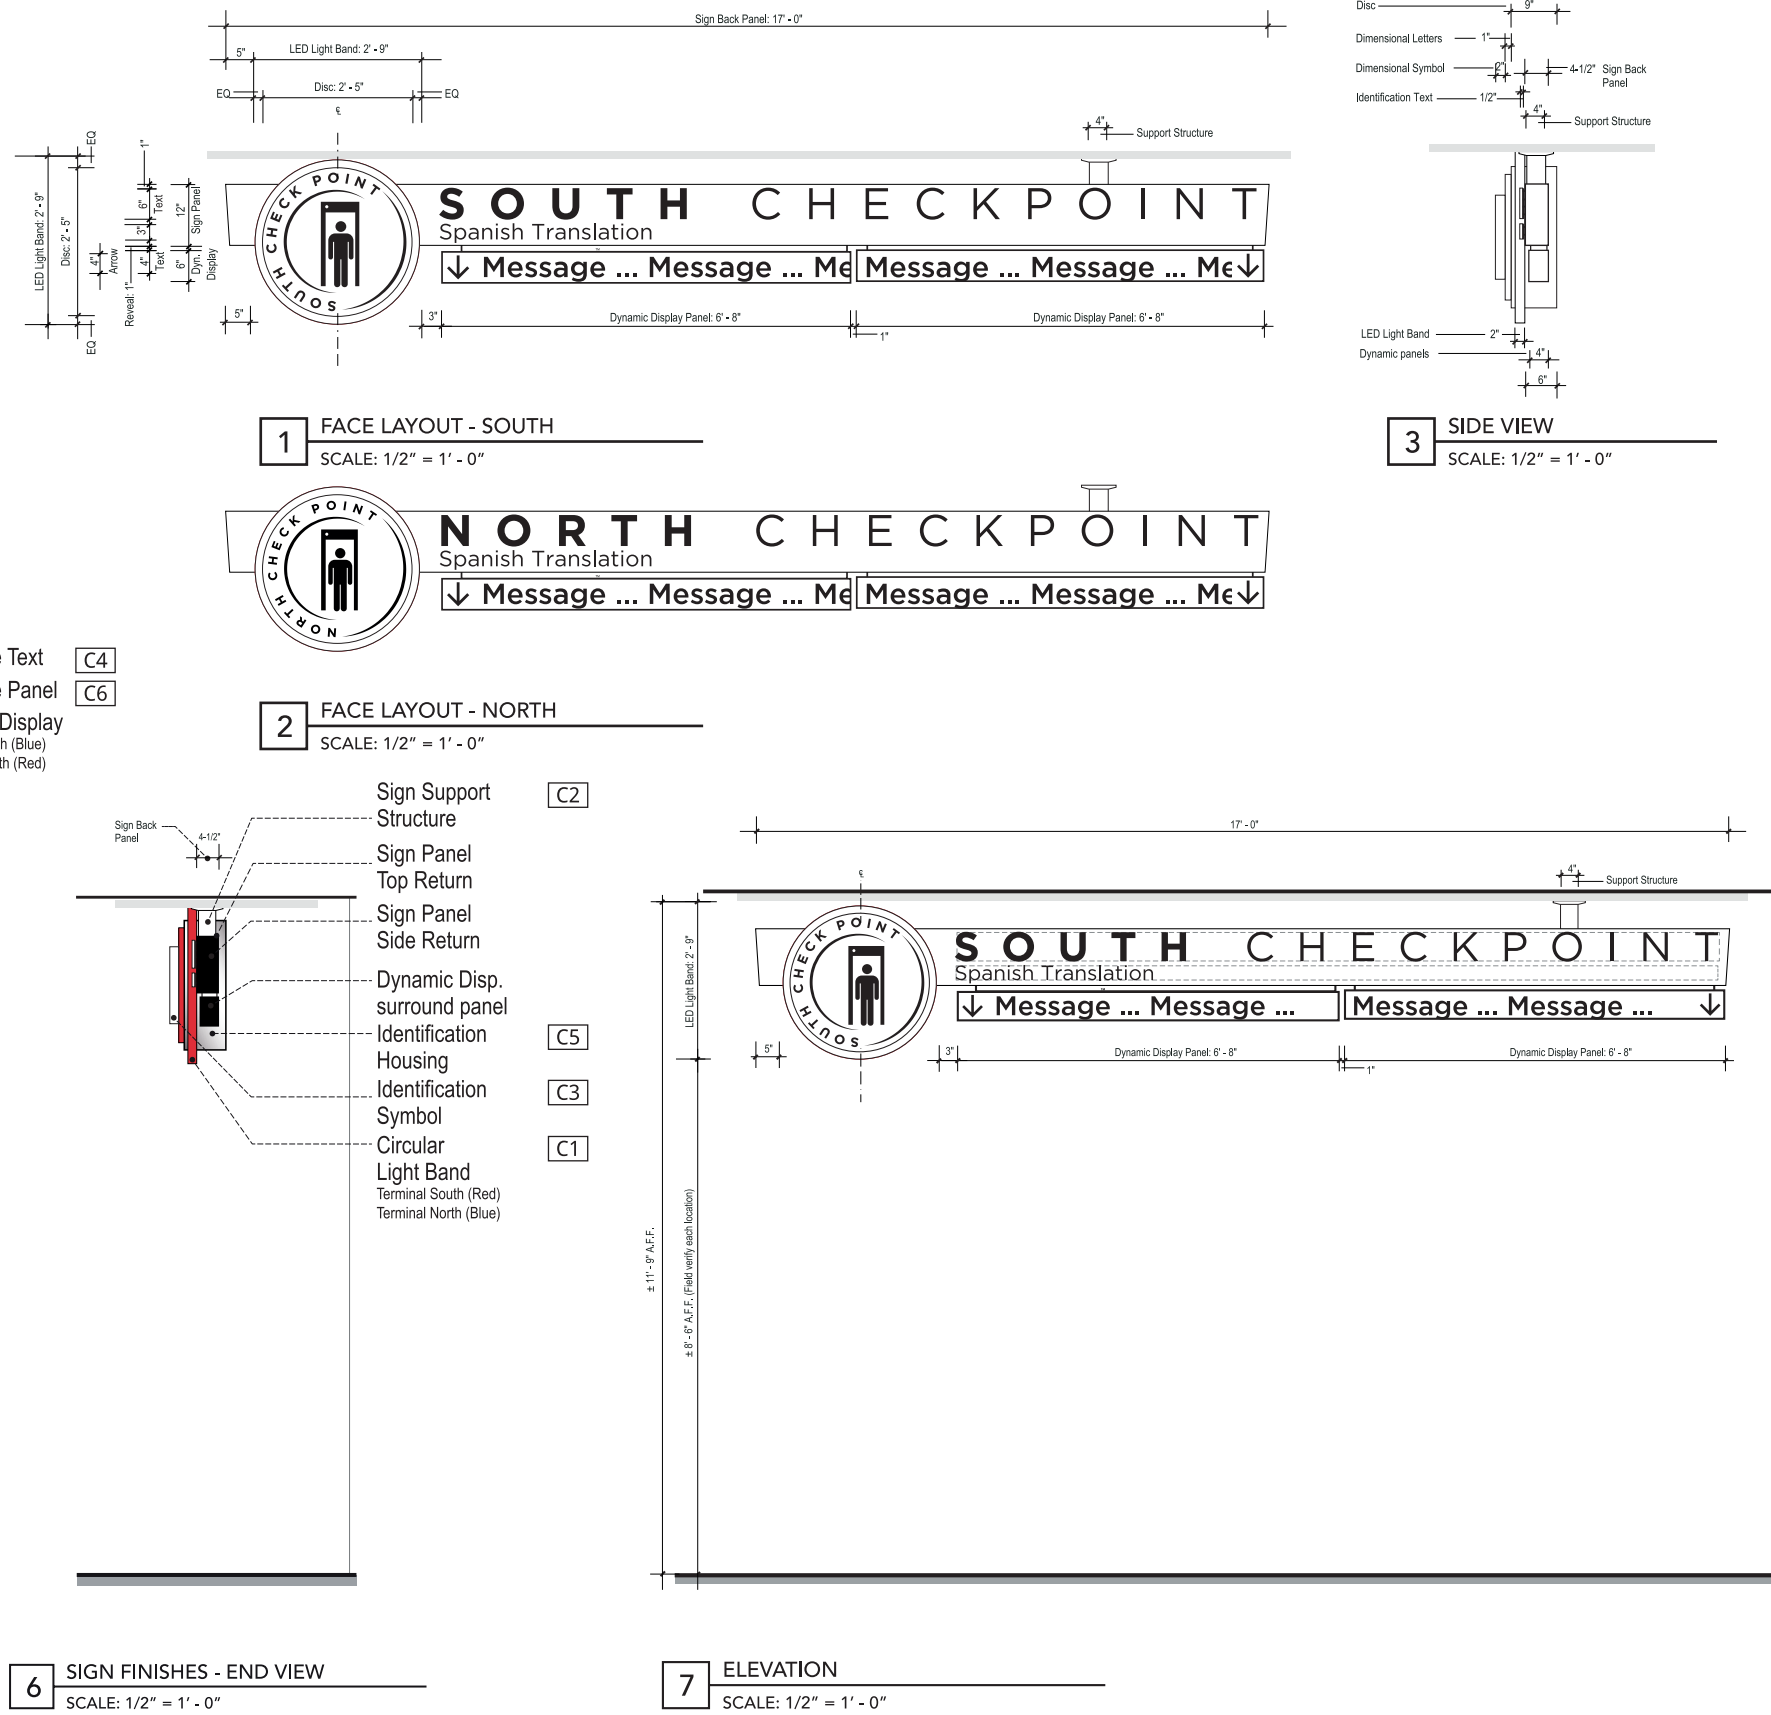 Sign Back Panel: 17' - 0"
5"
LED Light Band: 2' - 9"
EQ
Disc: 2' - 5"
EQ
℄
4"
Support Structure
LED Light Band: 2' - 9"
Disc: 2' - 5"
EQ
EQ
4"
Arrow
Reveal: 1"
1"
6"
Text
3"
4"
Text
12"
Sign Panel
6"
Dyn.
Display
SOUTH CHECK POINT
SOUTH CHECKPOINT
Spanish Translation
↓ Message ... Message ... Me
Message ... Message ... Me ↓
5"
3"
Dynamic Display Panel: 6' - 8"
1"
Dynamic Display Panel: 6' - 8"
1
FACE LAYOUT - SOUTH
SCALE: 1/2" = 1' - 0"
Disc
9"
Dimensional Letters
1"
Dimensional Symbol
2"
4-1/2"
Sign Back
Panel
Identification Text
1/2"
4"
Support Structure
LED Light Band
2"
Dynamic panels
4"
6"
3
SIDE VIEW
SCALE: 1/2" = 1' - 0"
NORTH CHECK POINT
NORTH CHECKPOINT
Spanish Translation
↓ Message ... Message ... Me
Message ... Message ... Me ↓
2
FACE LAYOUT - NORTH
SCALE: 1/2" = 1' - 0"
Text
C4
Panel
C6
Display
(Blue)
(Red)
Sign Back
Panel
4-1/2"
Sign Support
Structure
C2
Sign Panel
Top Return
Sign Panel
Side Return
Dynamic Disp.
surround panel
Identification
Housing
C5
Identification
Symbol
C3
Circular
Light Band
C1
Terminal South (Red)
Terminal North (Blue)
6
SIGN FINISHES - END VIEW
SCALE: 1/2" = 1' - 0"
17' - 0"
℄
4"
Support Structure
LED Light Band: 2' - 9"
SOUTH CHECK POINT
SOUTH CHECKPOINT
Spanish Translation
↓ Message ... Message ...
Message ... Message ... ↓
5"
3"
Dynamic Display Panel: 6' - 8"
1"
Dynamic Display Panel: 6' - 8"
± 11' - 9" A.F.F.
± 8' - 6" A.F.F. (Field verify each location)
7
ELEVATION
SCALE: 1/2" = 1' - 0"